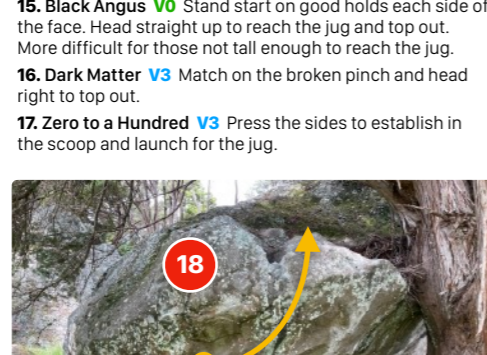 15. Black Angus V0 Stand start on good holds each side of
the face. Head straight up to reach the jug and top out.
More difficult for those not tall enough to reach the jug.
16. Dark Matter V3 Match on the broken pinch and head
right to top out.
17. Zero to a Hundred V3 Press the sides to establish in
the scoop and launch for the jug.
18